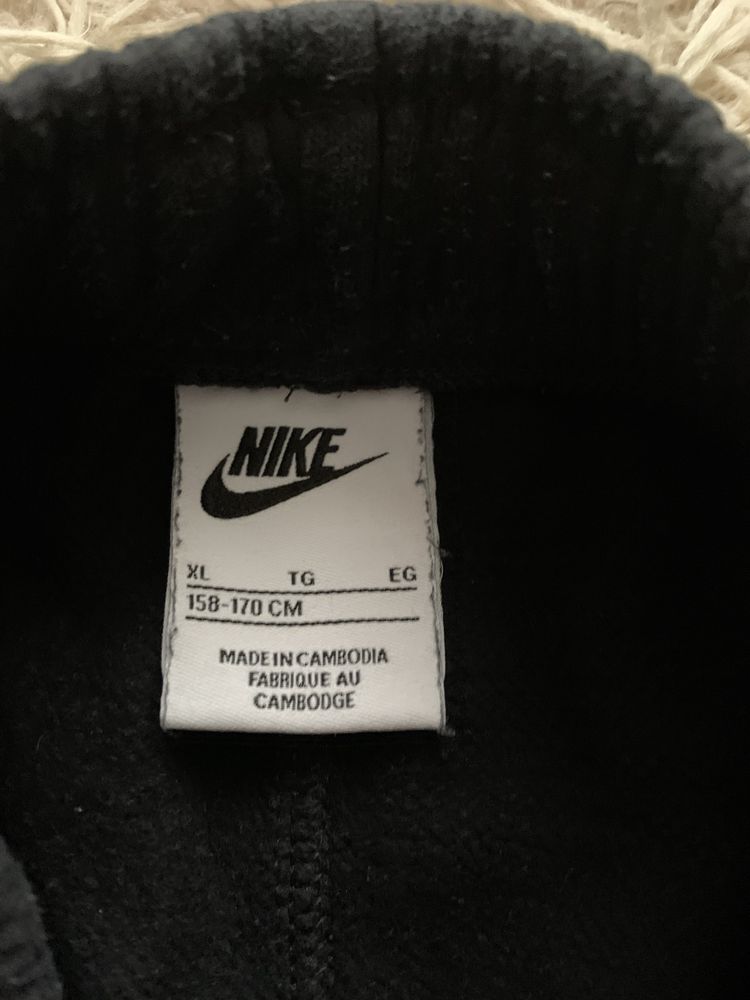 NIKE
XL TG EG
158-170 CM
MADE IN CAMBODIA
FABRIQUE AU
CAMBODGE